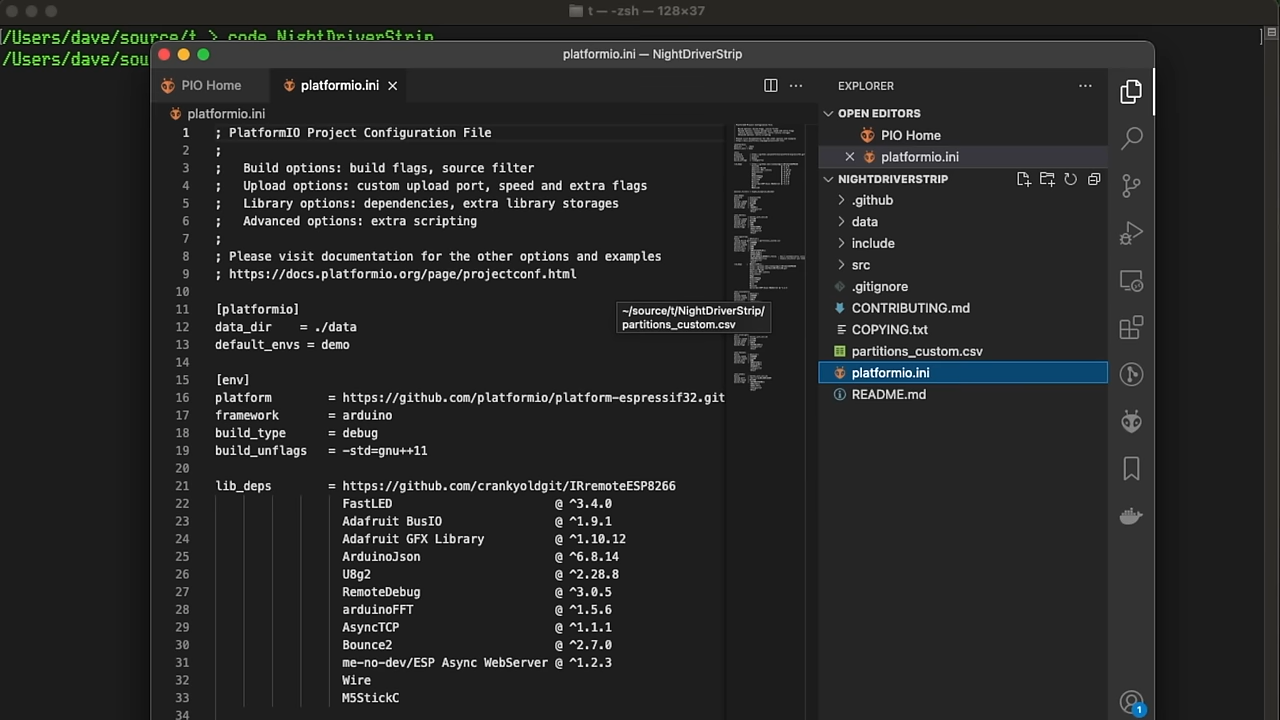 t — -zsh — 128×37
/Users/dave/source/t > code NightDriverStrip
/Users/dave/sou
platformio.ini — NightDriverStrip
PIO Home
platformio.ini
platformio.ini
1 ; PlatformIO Project Configuration File
2 ;
3 ;   Build options: build flags, source filter
4 ;   Upload options: custom upload port, speed and extra flags
5 ;   Library options: dependencies, extra library storages
6 ;   Advanced options: extra scripting
7 ;
8 ; Please visit documentation for the other options and examples
9 ; https://docs.platformio.org/page/projectconf.html
10
11 [platformio]
12 data_dir    = ./data
13 default_envs = demo
14
15 [env]
16 platform        = https://github.com/platformio/platform-espressif32.git
17 framework       = arduino
18 build_type      = debug
19 build_unflags   = -std=gnu++11
20
21 lib_deps        = https://github.com/crankyoldgit/IRremoteESP8266
22 FastLED @ ^3.4.0
23 Adafruit BusIO @ ^1.9.1
24 Adafruit GFX Library @ ^1.10.12
25 ArduinoJson @ ^6.8.14
26 U8g2 @ ^2.28.8
27 RemoteDebug @ ^3.0.5
28 arduinoFFT @ ^1.5.6
29 AsyncTCP @ ^1.1.1
30 Bounce2 @ ^2.7.0
31 me-no-dev/ESP Async WebServer @ ^1.2.3
32 Wire
33 M5StickC
34
~/source/t/NightDriverStrip/
partitions_custom.csv
EXPLORER
OPEN EDITORS
PIO Home
platformio.ini
NIGHTDRIVERSTRIP
.github
data
include
src
.gitignore
CONTRIBUTING.md
COPYING.txt
partitions_custom.csv
platformio.ini
README.md
1